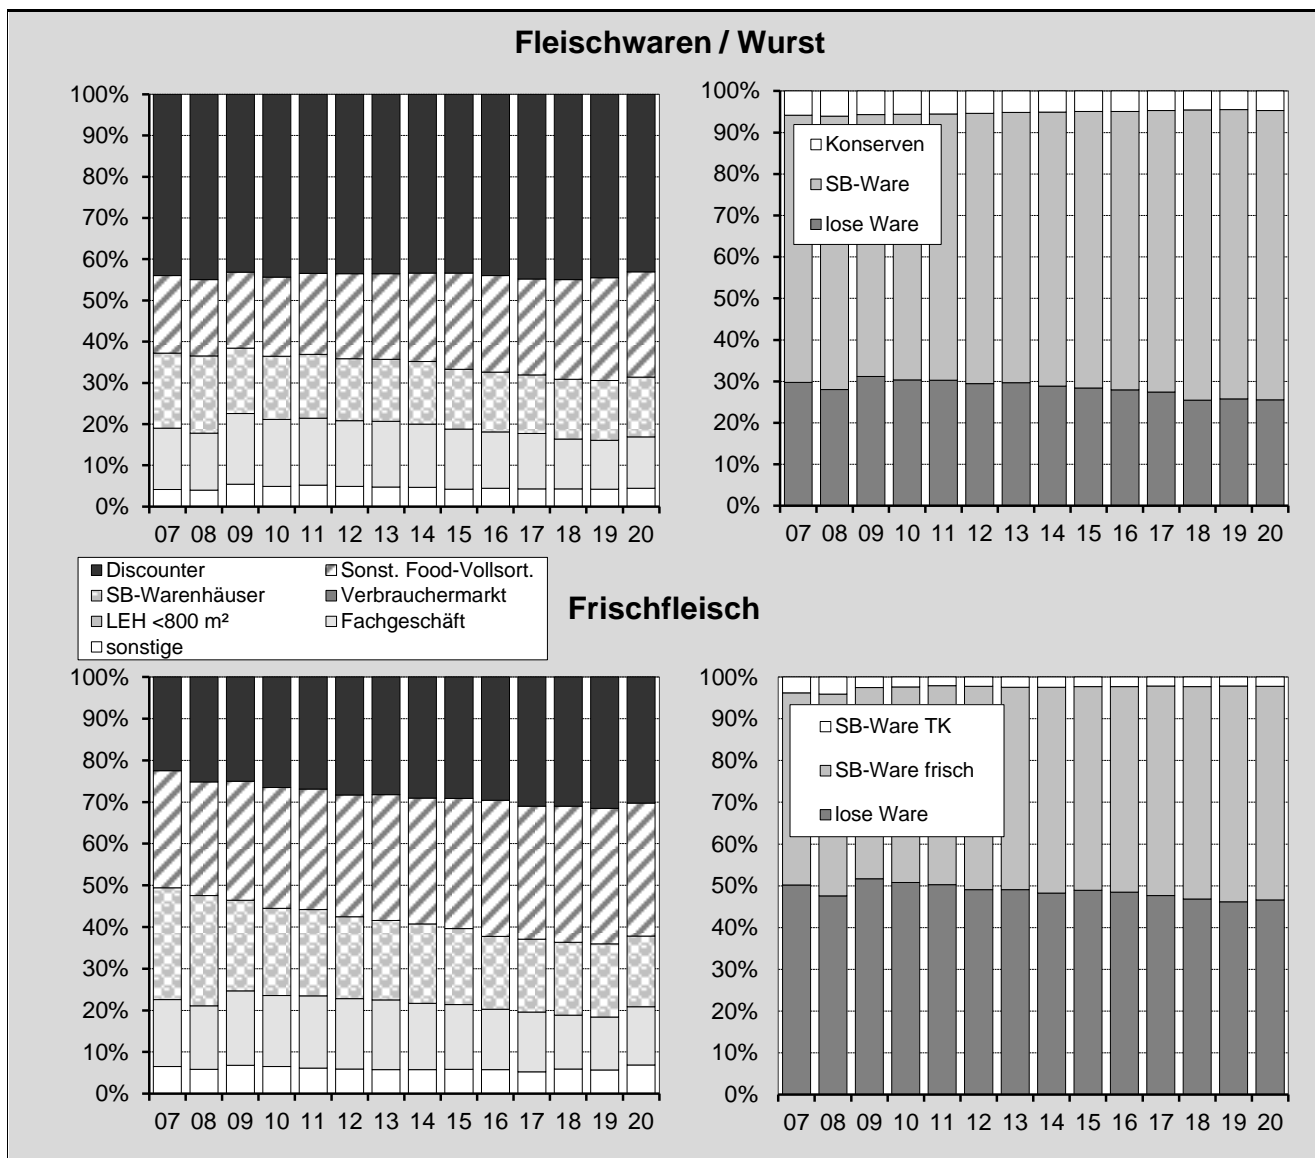 Fleischwaren / Wurst
100%
90%
80%
70%
60%
50%
40%
30%
20%
10%
0%
07 08 09 10 11 12 13 14 15 16 17 18 19 20
100%
90%
80%
70%
60%
50%
40%
30%
20%
10%
0%
Konserven
SB-Ware
lose Ware
07 08 09 10 11 12 13 14 15 16 17 18 19 20
Discounter Sonst. Food-Vollsort.
SB-Warenhäuser Verbrauchermarkt
LEH <800 m² Fachgeschäft
sonstige
Frischfleisch
100%
90%
80%
70%
60%
50%
40%
30%
20%
10%
0%
07 08 09 10 11 12 13 14 15 16 17 18 19 20
100%
90%
80%
70%
60%
50%
40%
30%
20%
10%
0%
SB-Ware TK
SB-Ware frisch
lose Ware
07 08 09 10 11 12 13 14 15 16 17 18 19 20